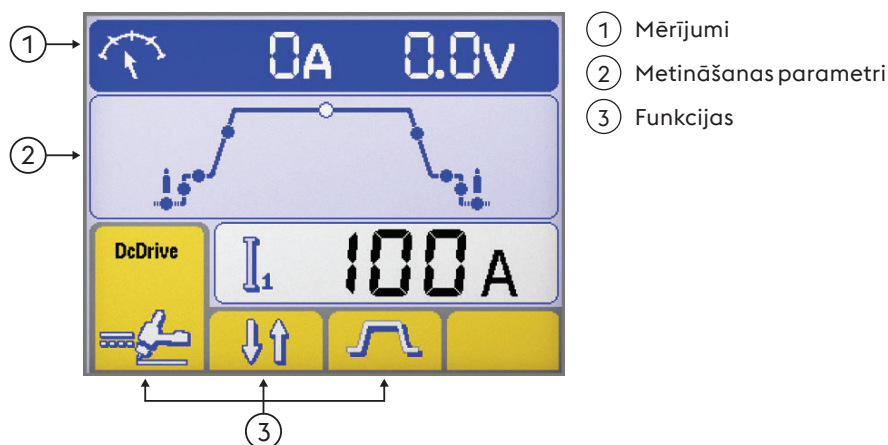 1
0A 0.0V
2
DcDrive
I1 100A
3
1 Mērījumi
2 Metināšanas parametri
3 Funkcijas